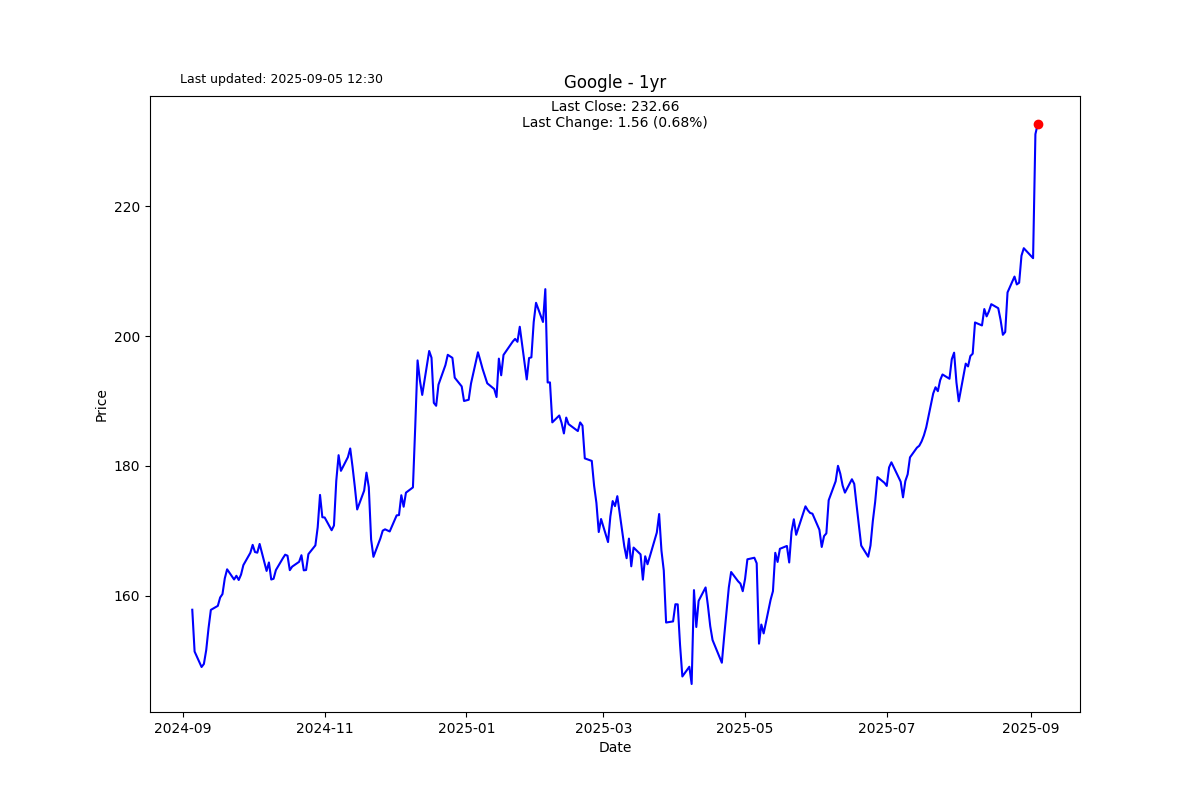 Last updated: 2025-09-05 12:30
Google - 1yr
Last Close: 232.66
Last Change: 1.56 (0.68%)
220
200
180
160
Price
2024-09 2024-11 2025-01 2025-03 2025-05 2025-07 2025-09
Date